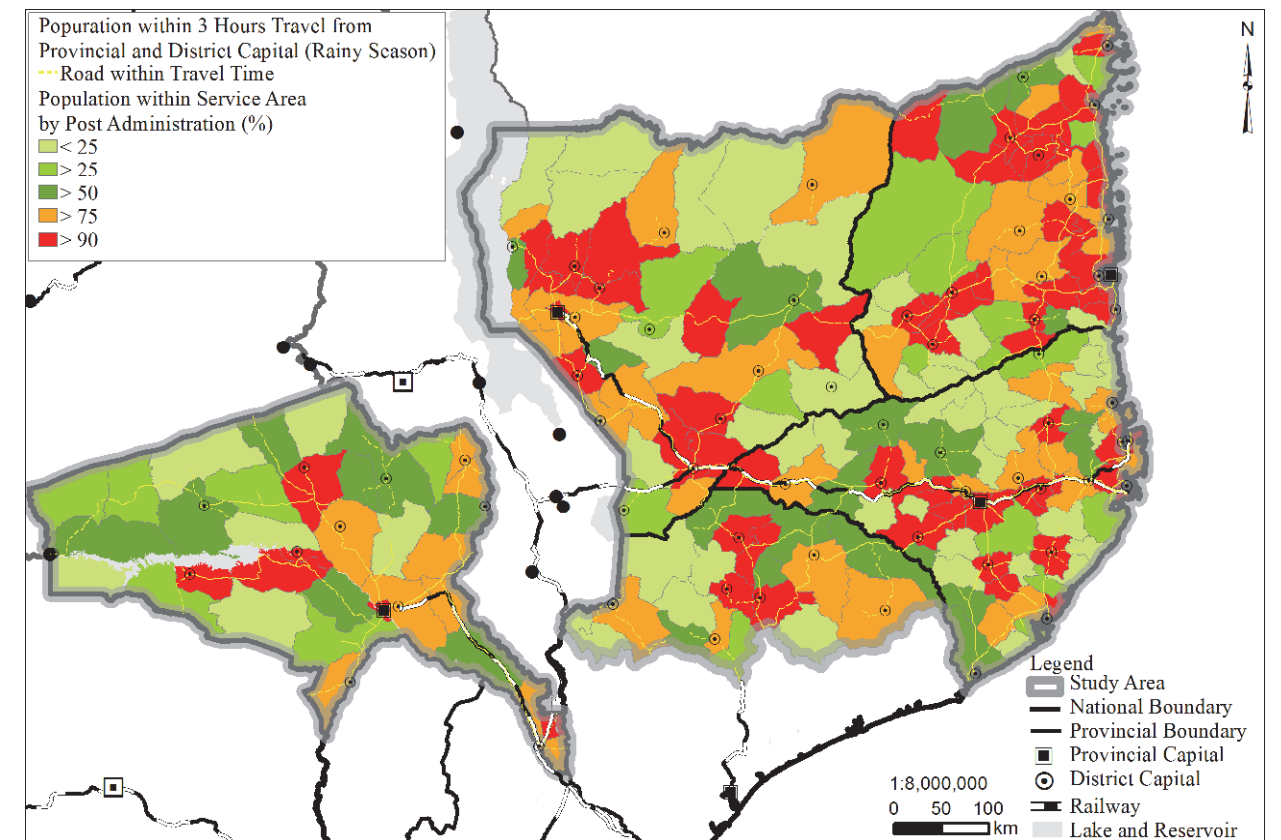 Popuration within 3 Hours Travel from
Provincial and District Capital (Rainy Season)
Road within Travel Time
Population within Service Area
by Post Administration (%)
< 25
> 25
> 50
> 75
> 90
N
Legend
Study Area
National Boundary
Provincial Boundary
Provincial Capital
District Capital
Railway
Lake and Reservoir
1:8,000,000
0 50 100
km